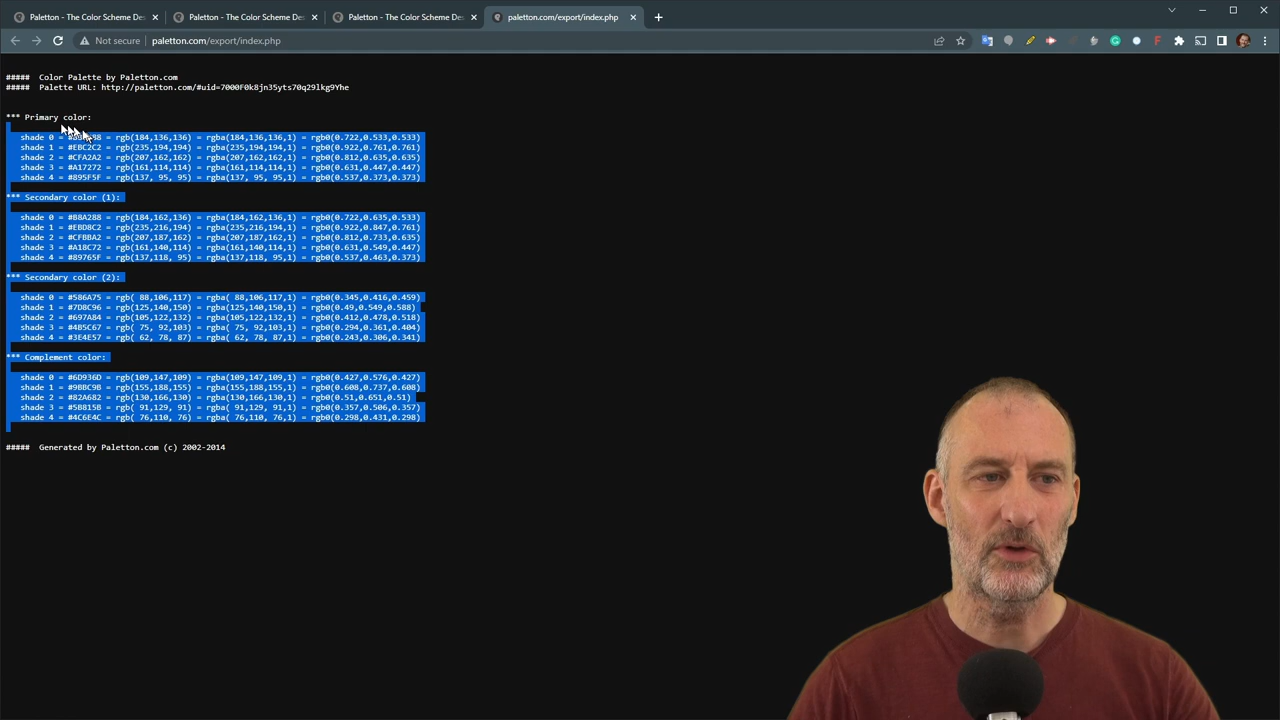 Paletton - The Color Scheme Des
Paletton - The Color Scheme Des
Paletton - The Color Scheme Des
paletton.com/export/index.php
Not secure
paletton.com/export/index.php
##### Color Palette by Paletton.com
##### Palette URL: http://paletton.com/#uid=7000F0k8jn35yts70q29lkg9Yhe
*** Primary color:
shade 0 = = rgb(184,136,136) = rgba(184,136,136,1) = rgb0(0.722,0.533,0.533)
shade 1 = #EBC2C2 = rgb(235,194,194) = rgba(235,194,194,1) = rgb0(0.922,0.761,0.761)
shade 2 = #CFA2A2 = rgb(207,162,162) = rgba(207,162,162,1) = rgb0(0.812,0.635,0.635)
shade 3 = #A17272 = rgb(161,114,114) = rgba(161,114,114,1) = rgb0(0.631,0.447,0.447)
shade 4 = #895F5F = rgb(137, 95, 95) = rgba(137, 95, 95,1) = rgb0(0.537,0.373,0.373)
*** Secondary color (1):
shade 0 = #B8A288 = rgb(184,162,136) = rgba(184,162,136,1) = rgb0(0.722,0.635,0.533)
shade 1 = #EBD8C2 = rgb(235,216,194) = rgba(235,216,194,1) = rgb0(0.922,0.847,0.761)
shade 2 = #CFBBA2 = rgb(207,187,162) = rgba(207,187,162,1) = rgb0(0.812,0.733,0.635)
shade 3 = #A18C72 = rgb(161,140,114) = rgba(161,140,114,1) = rgb0(0.631,0.549,0.447)
shade 4 = #89765F = rgb(137,118, 95) = rgba(137,118, 95,1) = rgb0(0.537,0.463,0.373)
*** Secondary color (2):
shade 0 = #586A75 = rgb( 88,106,117) = rgba( 88,106,117,1) = rgb0(0.345,0.416,0.459)
shade 1 = #7D8C96 = rgb(125,140,150) = rgba(125,140,150,1) = rgb0(0.49,0.549,0.588)
shade 2 = #697A84 = rgb(105,122,132) = rgba(105,122,132,1) = rgb0(0.412,0.478,0.518)
shade 3 = #4B5C67 = rgb( 75, 92,103) = rgba( 75, 92,103,1) = rgb0(0.294,0.361,0.404)
shade 4 = #3E4E57 = rgb( 62, 78, 87) = rgba( 62, 78, 87,1) = rgb0(0.243,0.306,0.341)
*** Complement color:
shade 0 = #6D936D = rgb(109,147,109) = rgba(109,147,109,1) = rgb0(0.427,0.576,0.427)
shade 1 = #9BBC9B = rgb(155,188,155) = rgba(155,188,155,1) = rgb0(0.608,0.737,0.608)
shade 2 = #82A682 = rgb(130,166,130) = rgba(130,166,130,1) = rgb0(0.51,0.651,0.51)
shade 3 = #5B815B = rgb( 91,129, 91) = rgba( 91,129, 91,1) = rgb0(0.357,0.506,0.357)
shade 4 = #4C6E4C = rgb( 76,110, 76) = rgba( 76,110, 76,1) = rgb0(0.298,0.431,0.298)
##### Generated by Paletton.com (c) 2002-2014